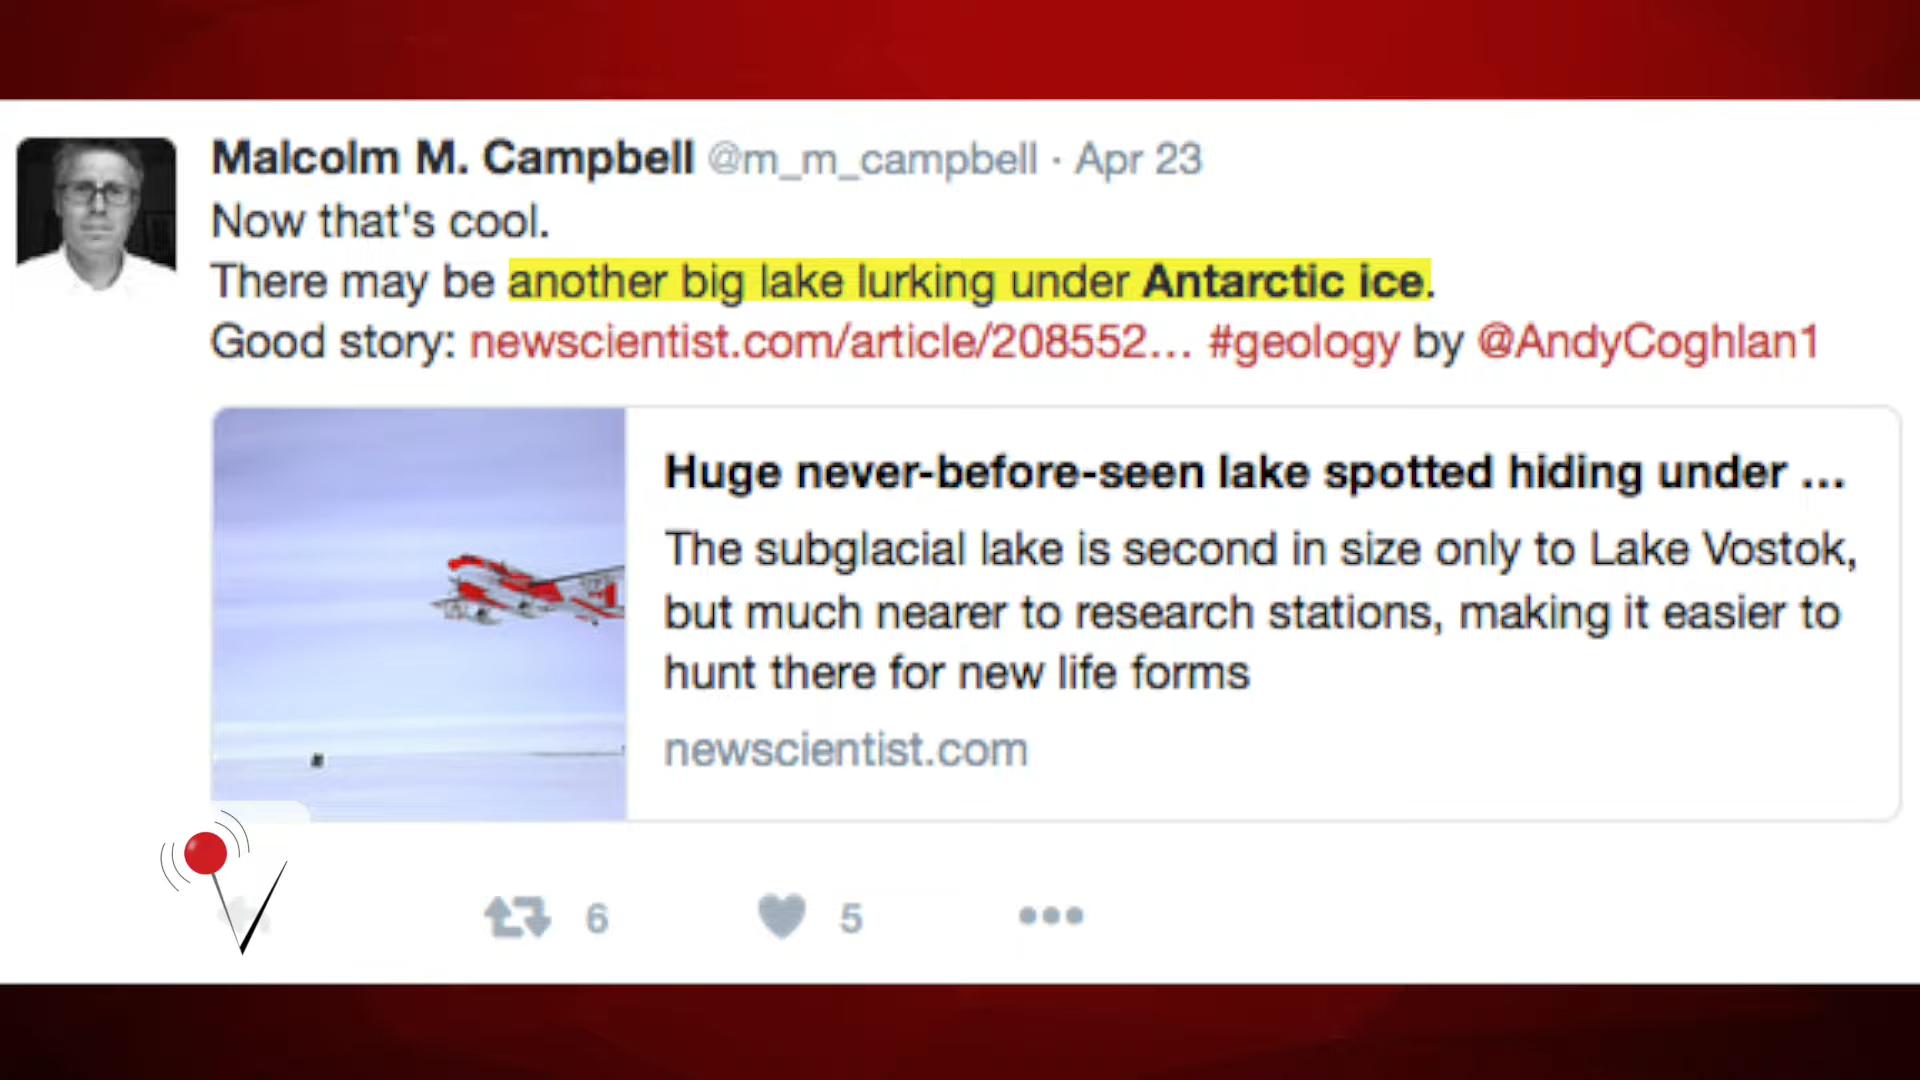 Malcolm M. Campbell @m_m_campbell · Apr 23
Now that's cool.
There may be another big lake lurking under Antarctic ice.
Good story: newscientist.com/article/208552... #geology by @AndyCoghlan1
Huge never-before-seen lake spotted hiding under ...
The subglacial lake is second in size only to Lake Vostok,
but much nearer to research stations, making it easier to
hunt there for new life forms
newscientist.com
6 5